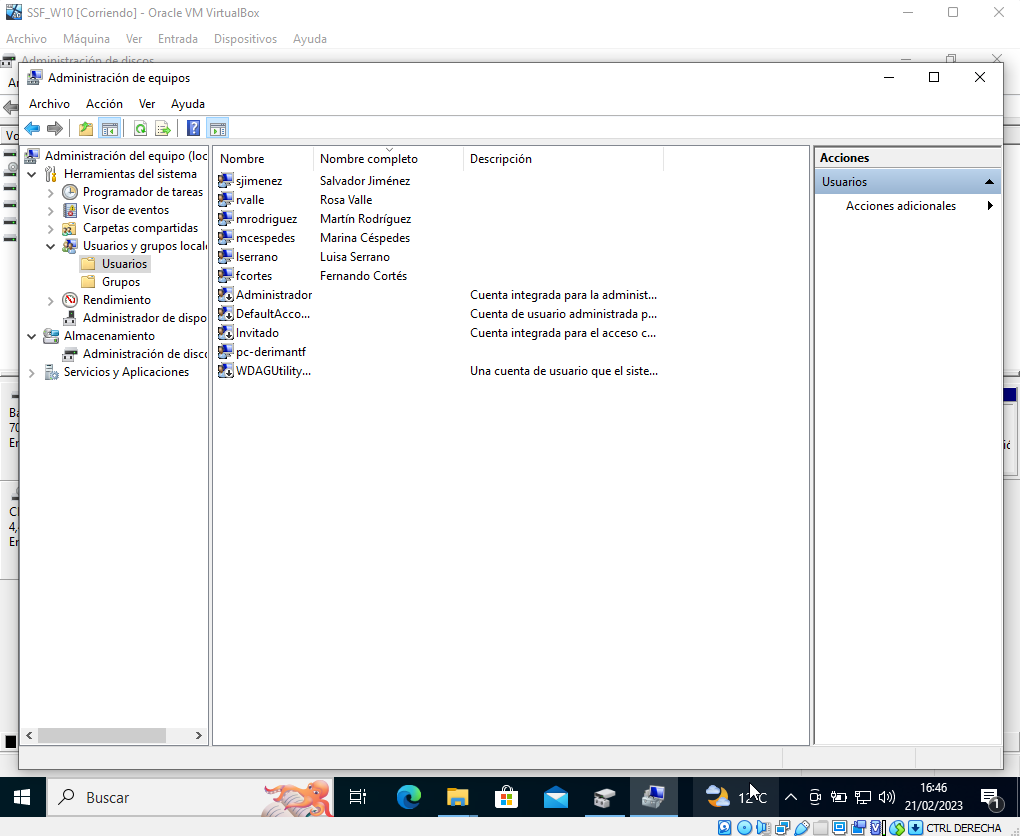 SSF_W10 [Corriendo] - Oracle VM VirtualBox
Archivo Máquina Ver Entrada Dispositivos Ayuda
Administración de discos
Administración de equipos
Archivo Acción Ver Ayuda
Administración del equipo (loc
Herramientas del sistema
Programador de tareas
Visor de eventos
Carpetas compartidas
Usuarios y grupos local
Usuarios
Grupos
Rendimiento
Administrador de dispo
Almacenamiento
Administración de disco
Servicios y Aplicaciones
Nombre Nombre completo Descripción
sjimenez Salvador Jiménez
rvalle Rosa Valle
mrodriguez Martín Rodríguez
mcespedes Marina Céspedes
lserrano Luisa Serrano
fcortes Fernando Cortés
Administrador Cuenta integrada para la administ...
DefaultAcco... Cuenta de usuario administrada p...
Invitado Cuenta integrada para el acceso c...
pc-derimantf
WDAGUtility... Una cuenta de usuario que el siste...
Acciones
Usuarios
Acciones adicionales
Buscar
12°C
16:46
21/02/2023
1
CTRL DERECHA